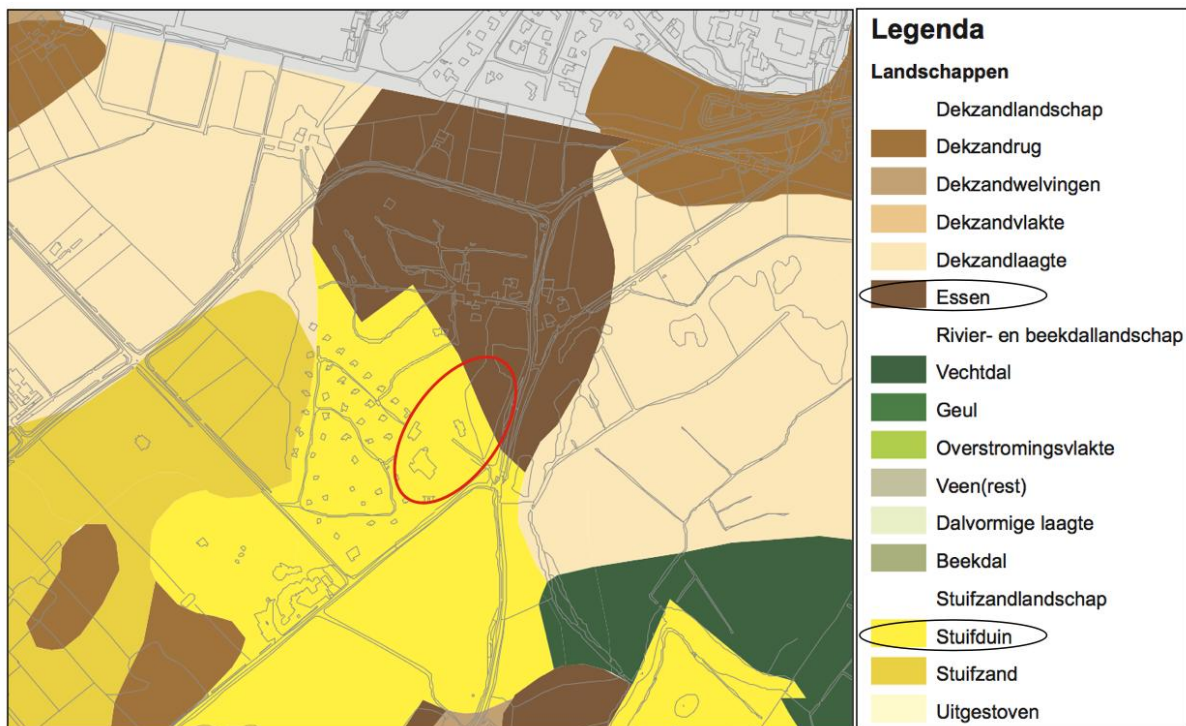 Legenda
Landschappen
Dekzandlandschap
Dekzandrug
Dekzandwelvingen
Dekzandvlakte
Dekzandlaagte
Essen
Rivier- en beekdallandschap
Vechtdal
Geul
Overstromingsvlakte
Veen(rest)
Dalvormige laagte
Beekdal
Stuifzandlandschap
Stuifduin
Stuifzand
Uitgestoven